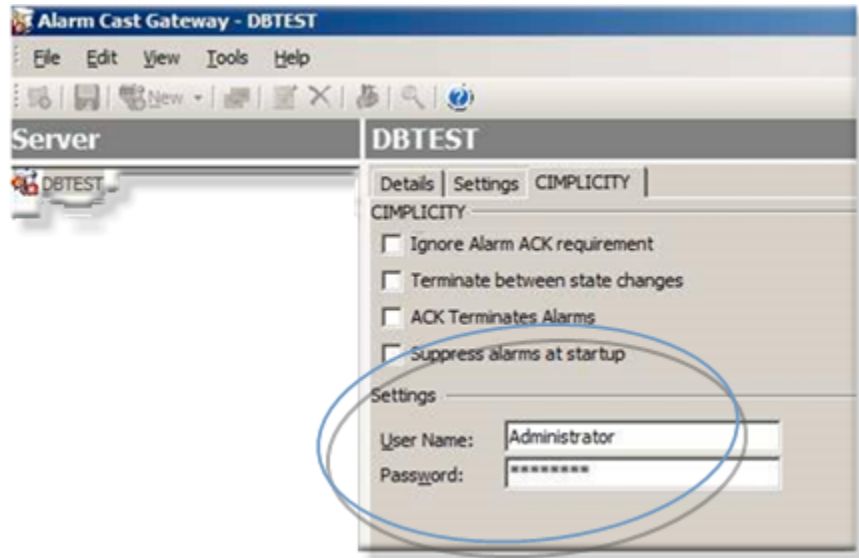 Alarm Cast Gateway - DBTEST
File Edit View Tools Help
New
Server
DBTEST
DBTEST
Details Settings CIMPLICITY
CIMPLICITY
Ignore Alarm ACK requirement
Terminate between state changes
ACK Terminates Alarms
Suppress alarms at startup
Settings
User Name: Administrator
Password: ********